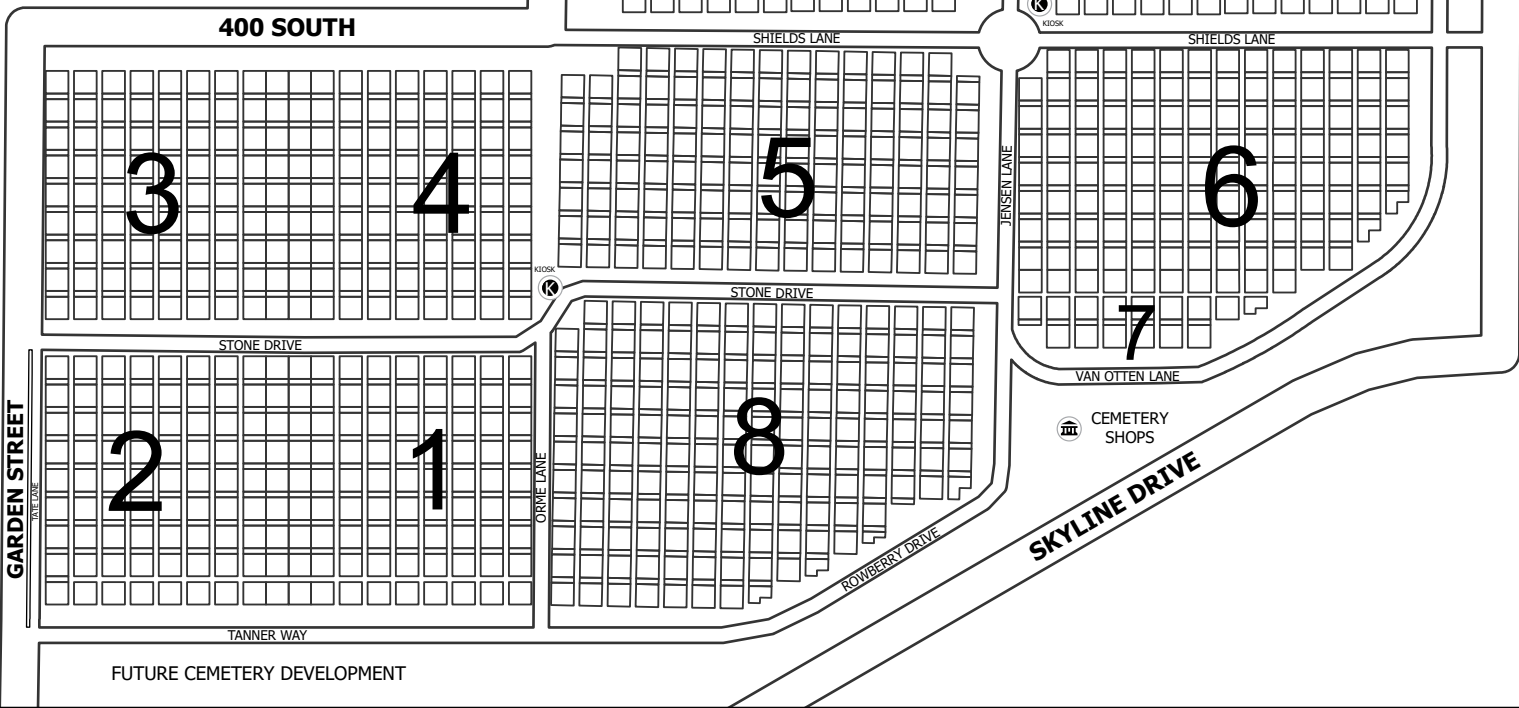 K
KIOSK
400 SOUTH
SHIELDS LANE
SHIELDS LANE
3
4
5
6
JENSEN LANE
KIOSK
K
STONE DRIVE
7
STONE DRIVE
VAN OTTEN LANE
GARDEN STREET
TATE LANE
2
1
ORME LANE
8
CEMETERY
SHOPS
SKYLINE DRIVE
ROWBERRY DRIVE
TANNER WAY
FUTURE CEMETERY DEVELOPMENT